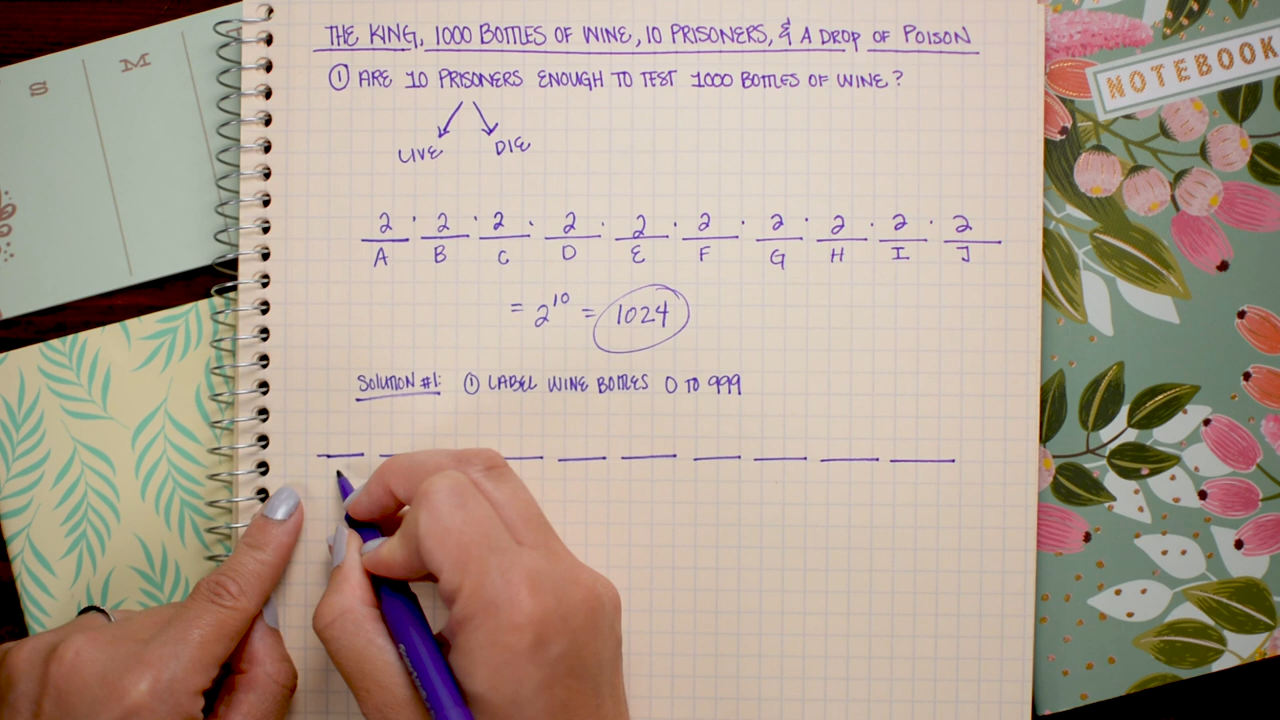 S M
THE KING, 1000 BOTTLES OF WINE, 10 PRISONERS, & A DROP OF POISON
① ARE 10 PRISONERS ENOUGH TO TEST 1000 BOTTLES OF WINE?
LIVE DIE
2 · 2 · 2 · 2 · 2 · 2 · 2 · 2 · 2 · 2
A B C D E F G H I J
= 2¹⁰ = 1024
SOLUTION #1: ① LABEL WINE BOTTLES 0 TO 999
NOTEBOOK